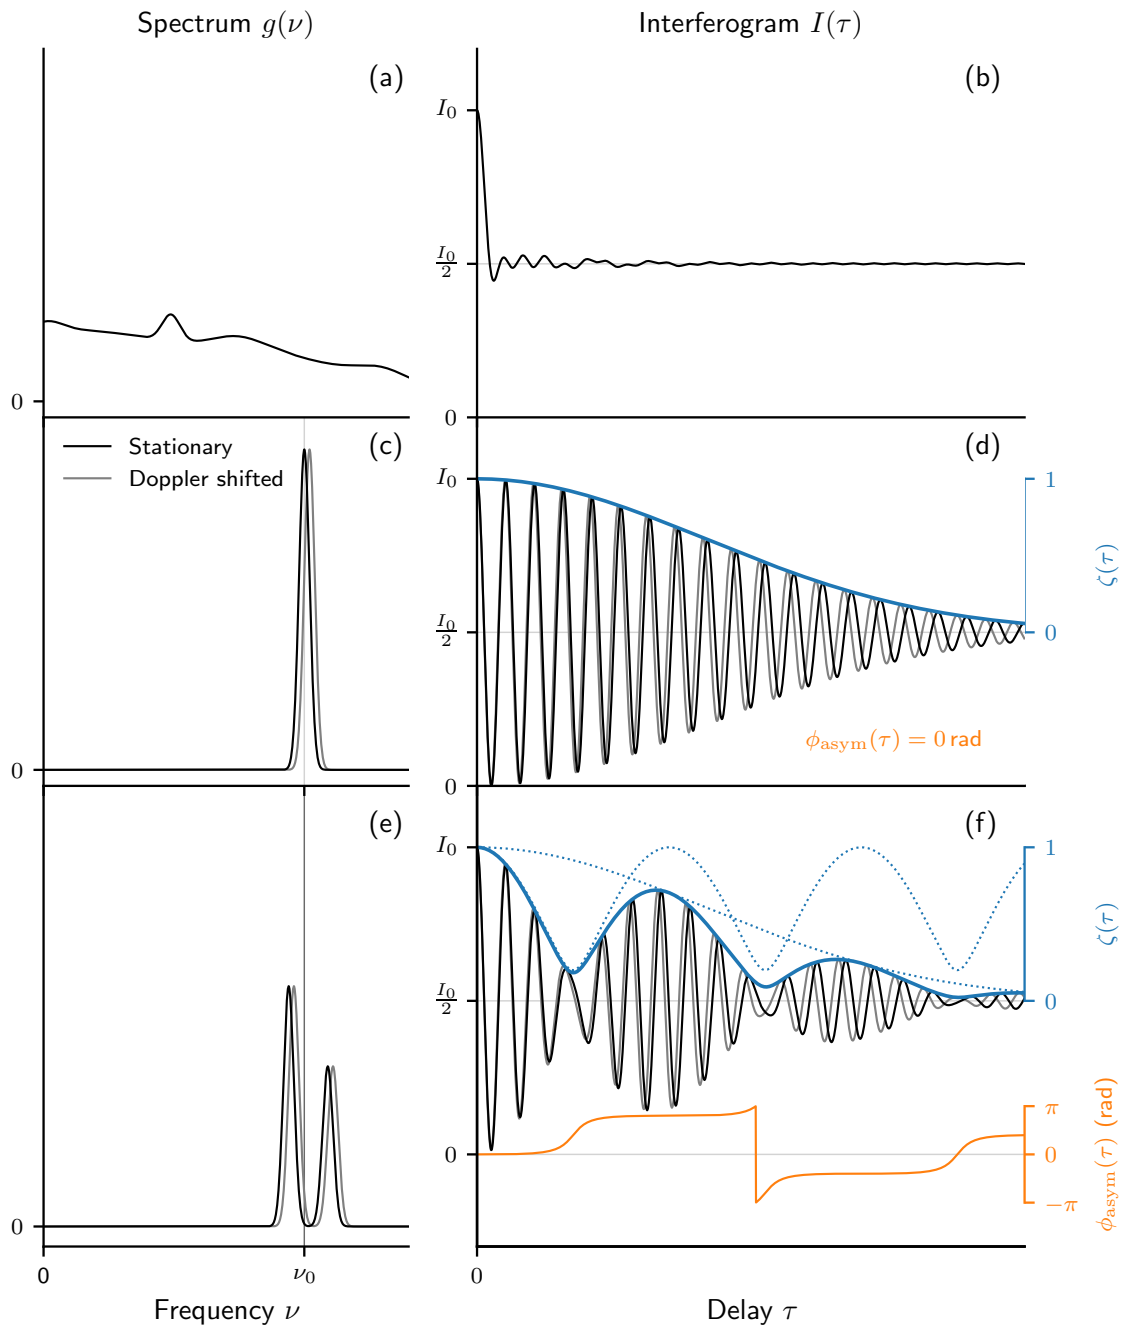 Spectrum g(ν)
Interferogram I(τ)
(a)
0
(b)
I₀
I₀/2
0
Stationary
Doppler shifted
(c)
0
(d)
I₀
I₀/2
0
1
0
ζ(τ)
ϕ_asym(τ) = 0 rad
(e)
0
0
ν₀
Frequency ν
(f)
I₀
I₀/2
0
1
0
ζ(τ)
π
0
−π
ϕ_asym(τ) (rad)
0
Delay τ